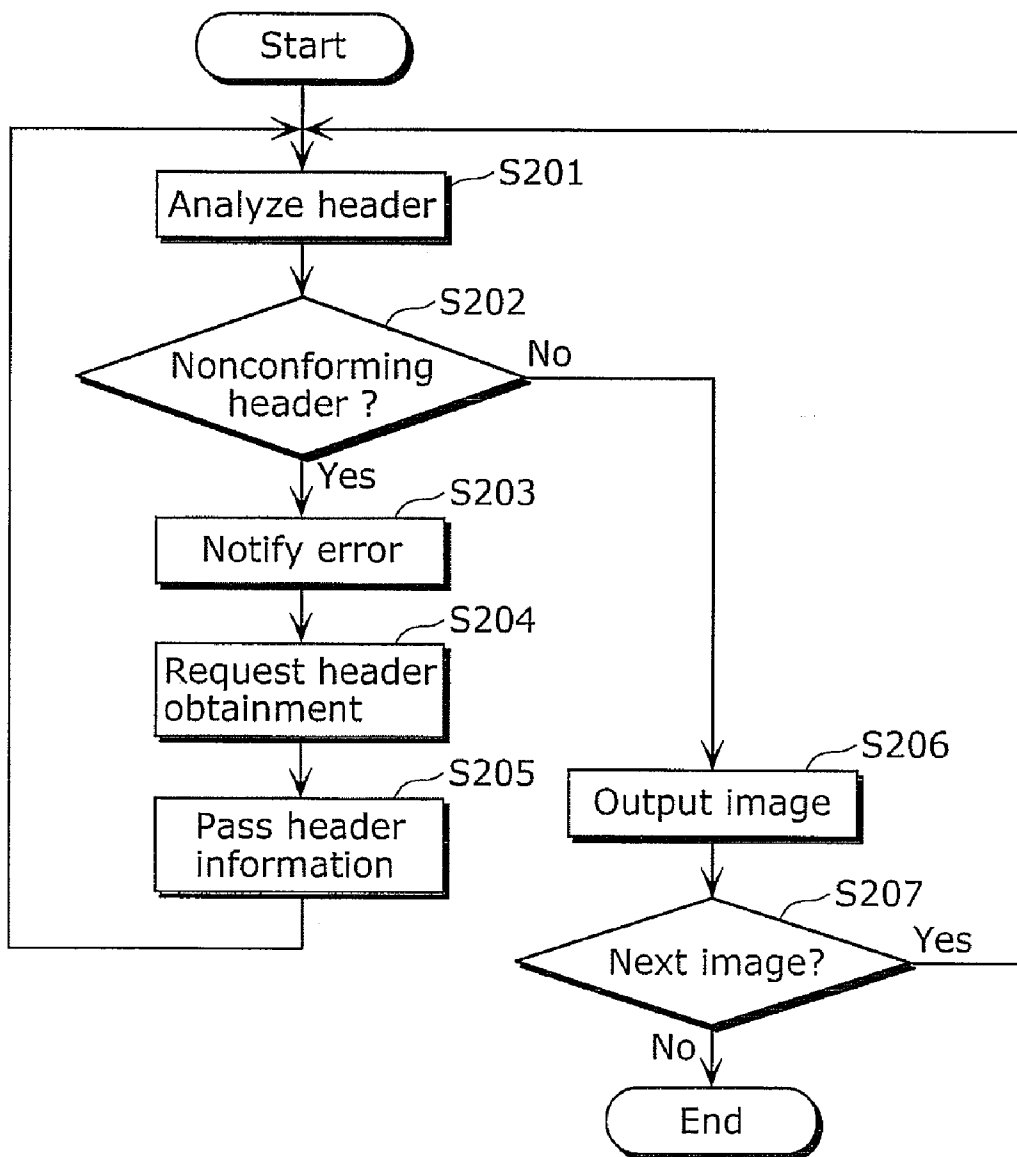 Start
S201
Analyze header
S202
Nonconforming
header ?
No
Yes
S203
Notify error
S204
Request header
obtainment
S205
Pass header
information
S206
Output image
S207
Next image?
Yes
No
End